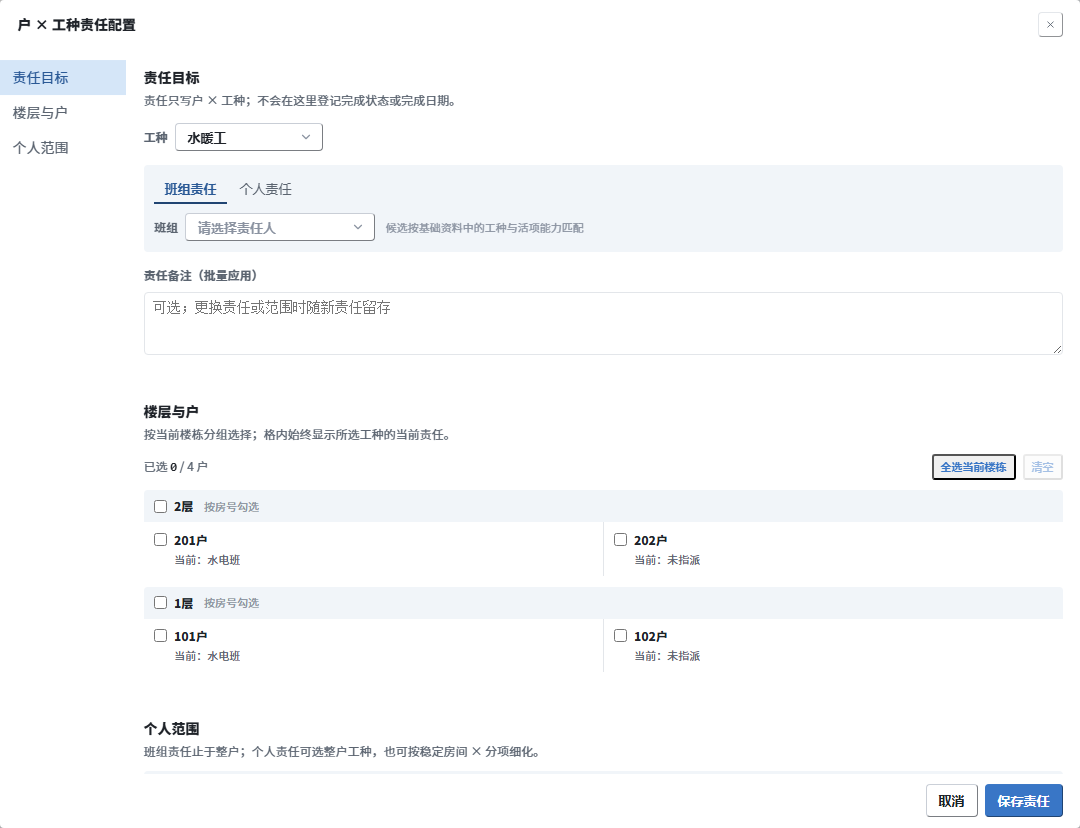 户 × 工种责任配置
×
责任目标
楼层与户
个人范围
责任目标
责任只写户 × 工种；不会在这里登记完成状态或完成日期。
工种 水暖工
班组责任 个人责任
班组 请选择责任人 候选按基础资料中的工种与活项能力匹配
责任备注（批量应用）
可选；更换责任或范围时随新责任留存
楼层与户
按当前楼栋分组选择；格内始终显示所选工种的当前责任。
已选 0 / 4 户 全选当前楼栋 清空
2层 按房号勾选
201户 202户
当前：水电班 当前：未指派
1层 按房号勾选
101户 102户
当前：水电班 当前：未指派
个人范围
班组责任止于整户；个人责任可选整户工种，也可按稳定房间 × 分项细化。
取消 保存责任